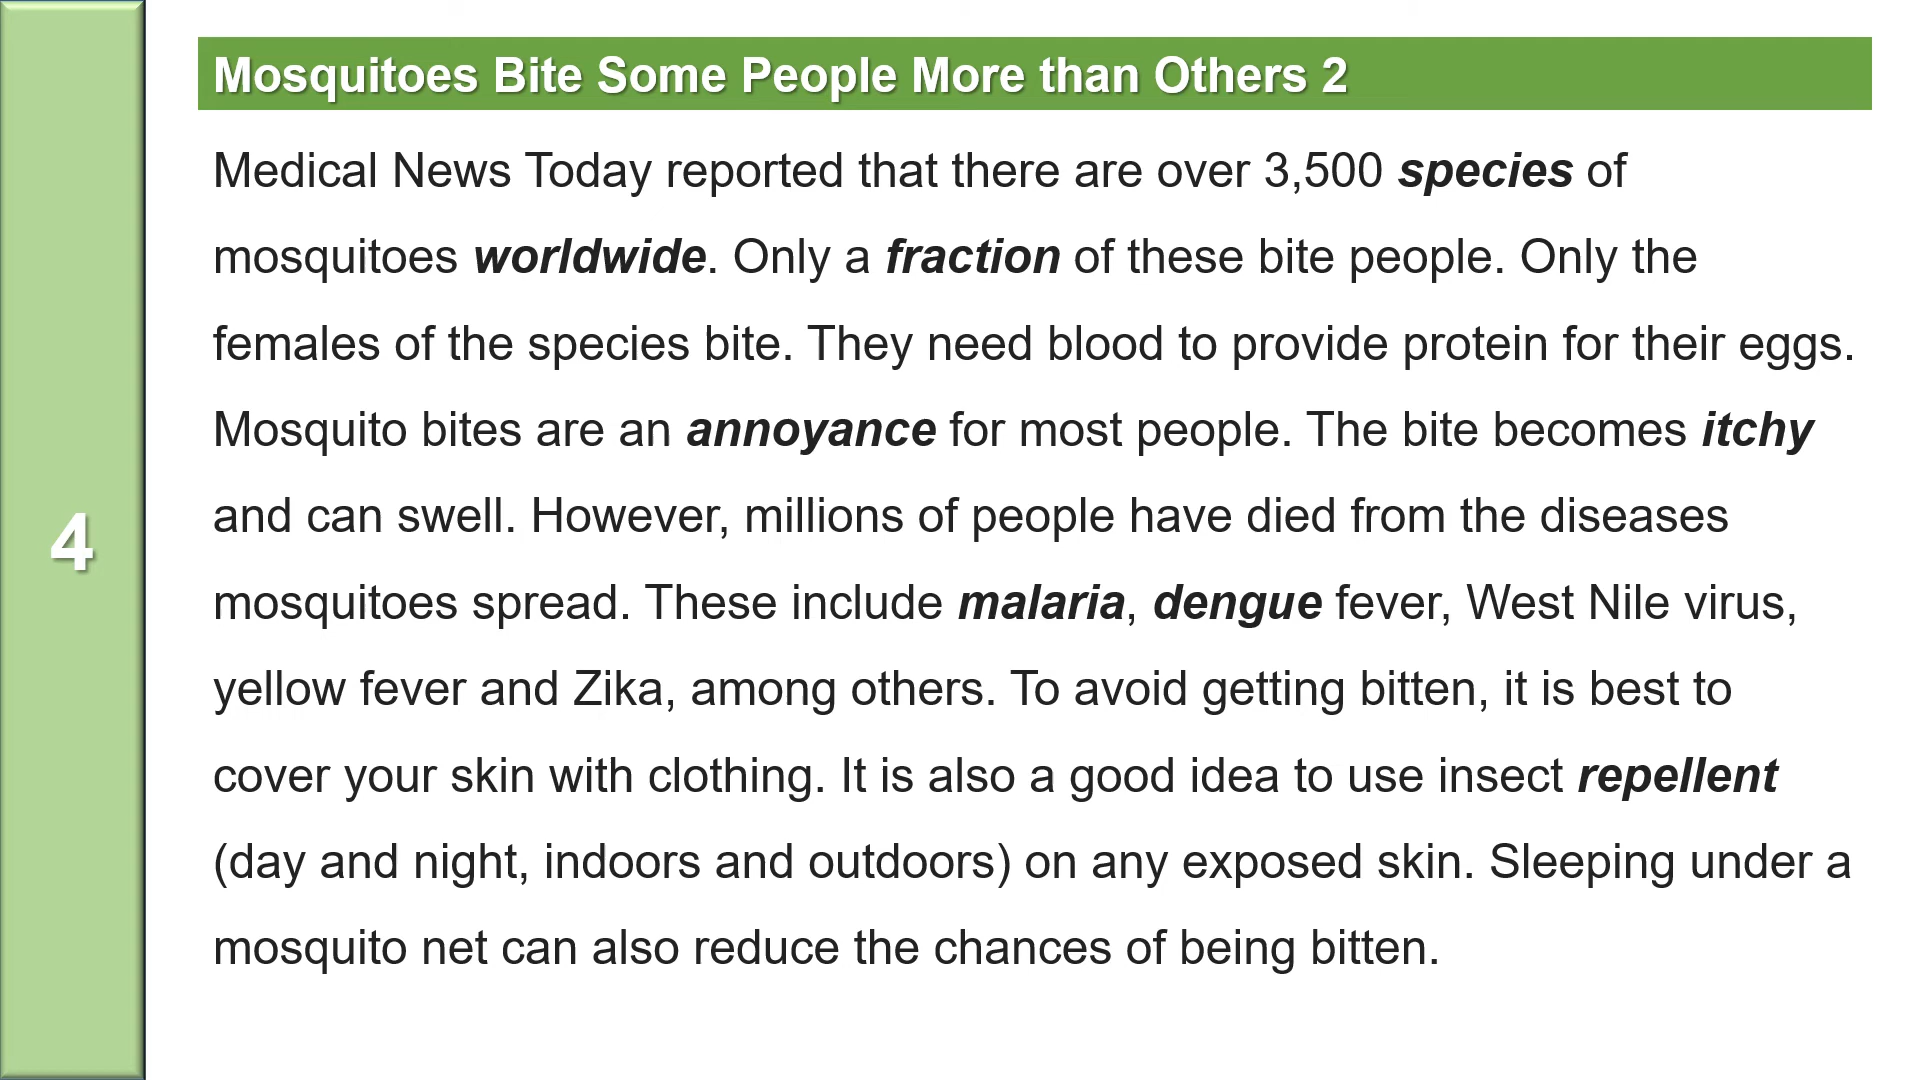 Mosquitoes Bite Some People More than Others 2
Medical News Today reported that there are over 3,500 species of
mosquitoes worldwide. Only a fraction of these bite people. Only the
females of the species bite. They need blood to provide protein for their eggs.
Mosquito bites are an annoyance for most people. The bite becomes itchy
and can swell. However, millions of people have died from the diseases
mosquitoes spread. These include malaria, dengue fever, West Nile virus,
yellow fever and Zika, among others. To avoid getting bitten, it is best to
cover your skin with clothing. It is also a good idea to use insect repellent
(day and night, indoors and outdoors) on any exposed skin. Sleeping under a
mosquito net can also reduce the chances of being bitten.
4